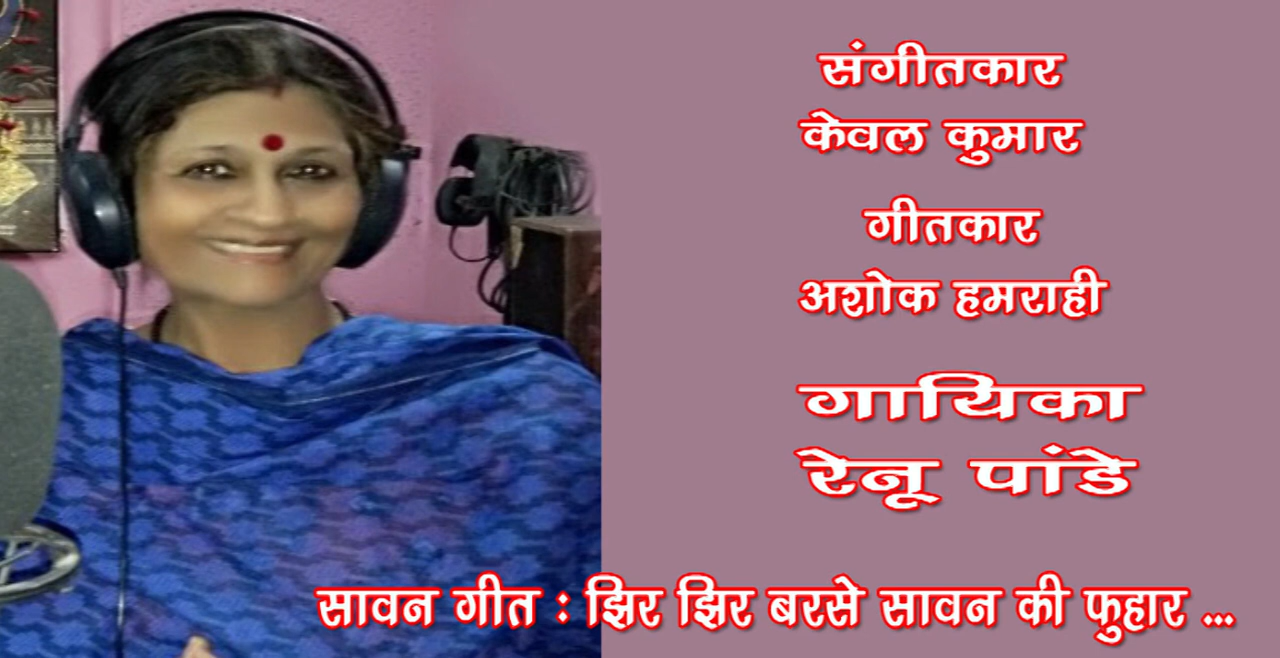 संगीतकार
केवल कुमार
गीतकार
अशोक हमराही
गायिका
रेनू पांडे
सावन गीत : झिर झिर बरसे सावन की फुहार ...